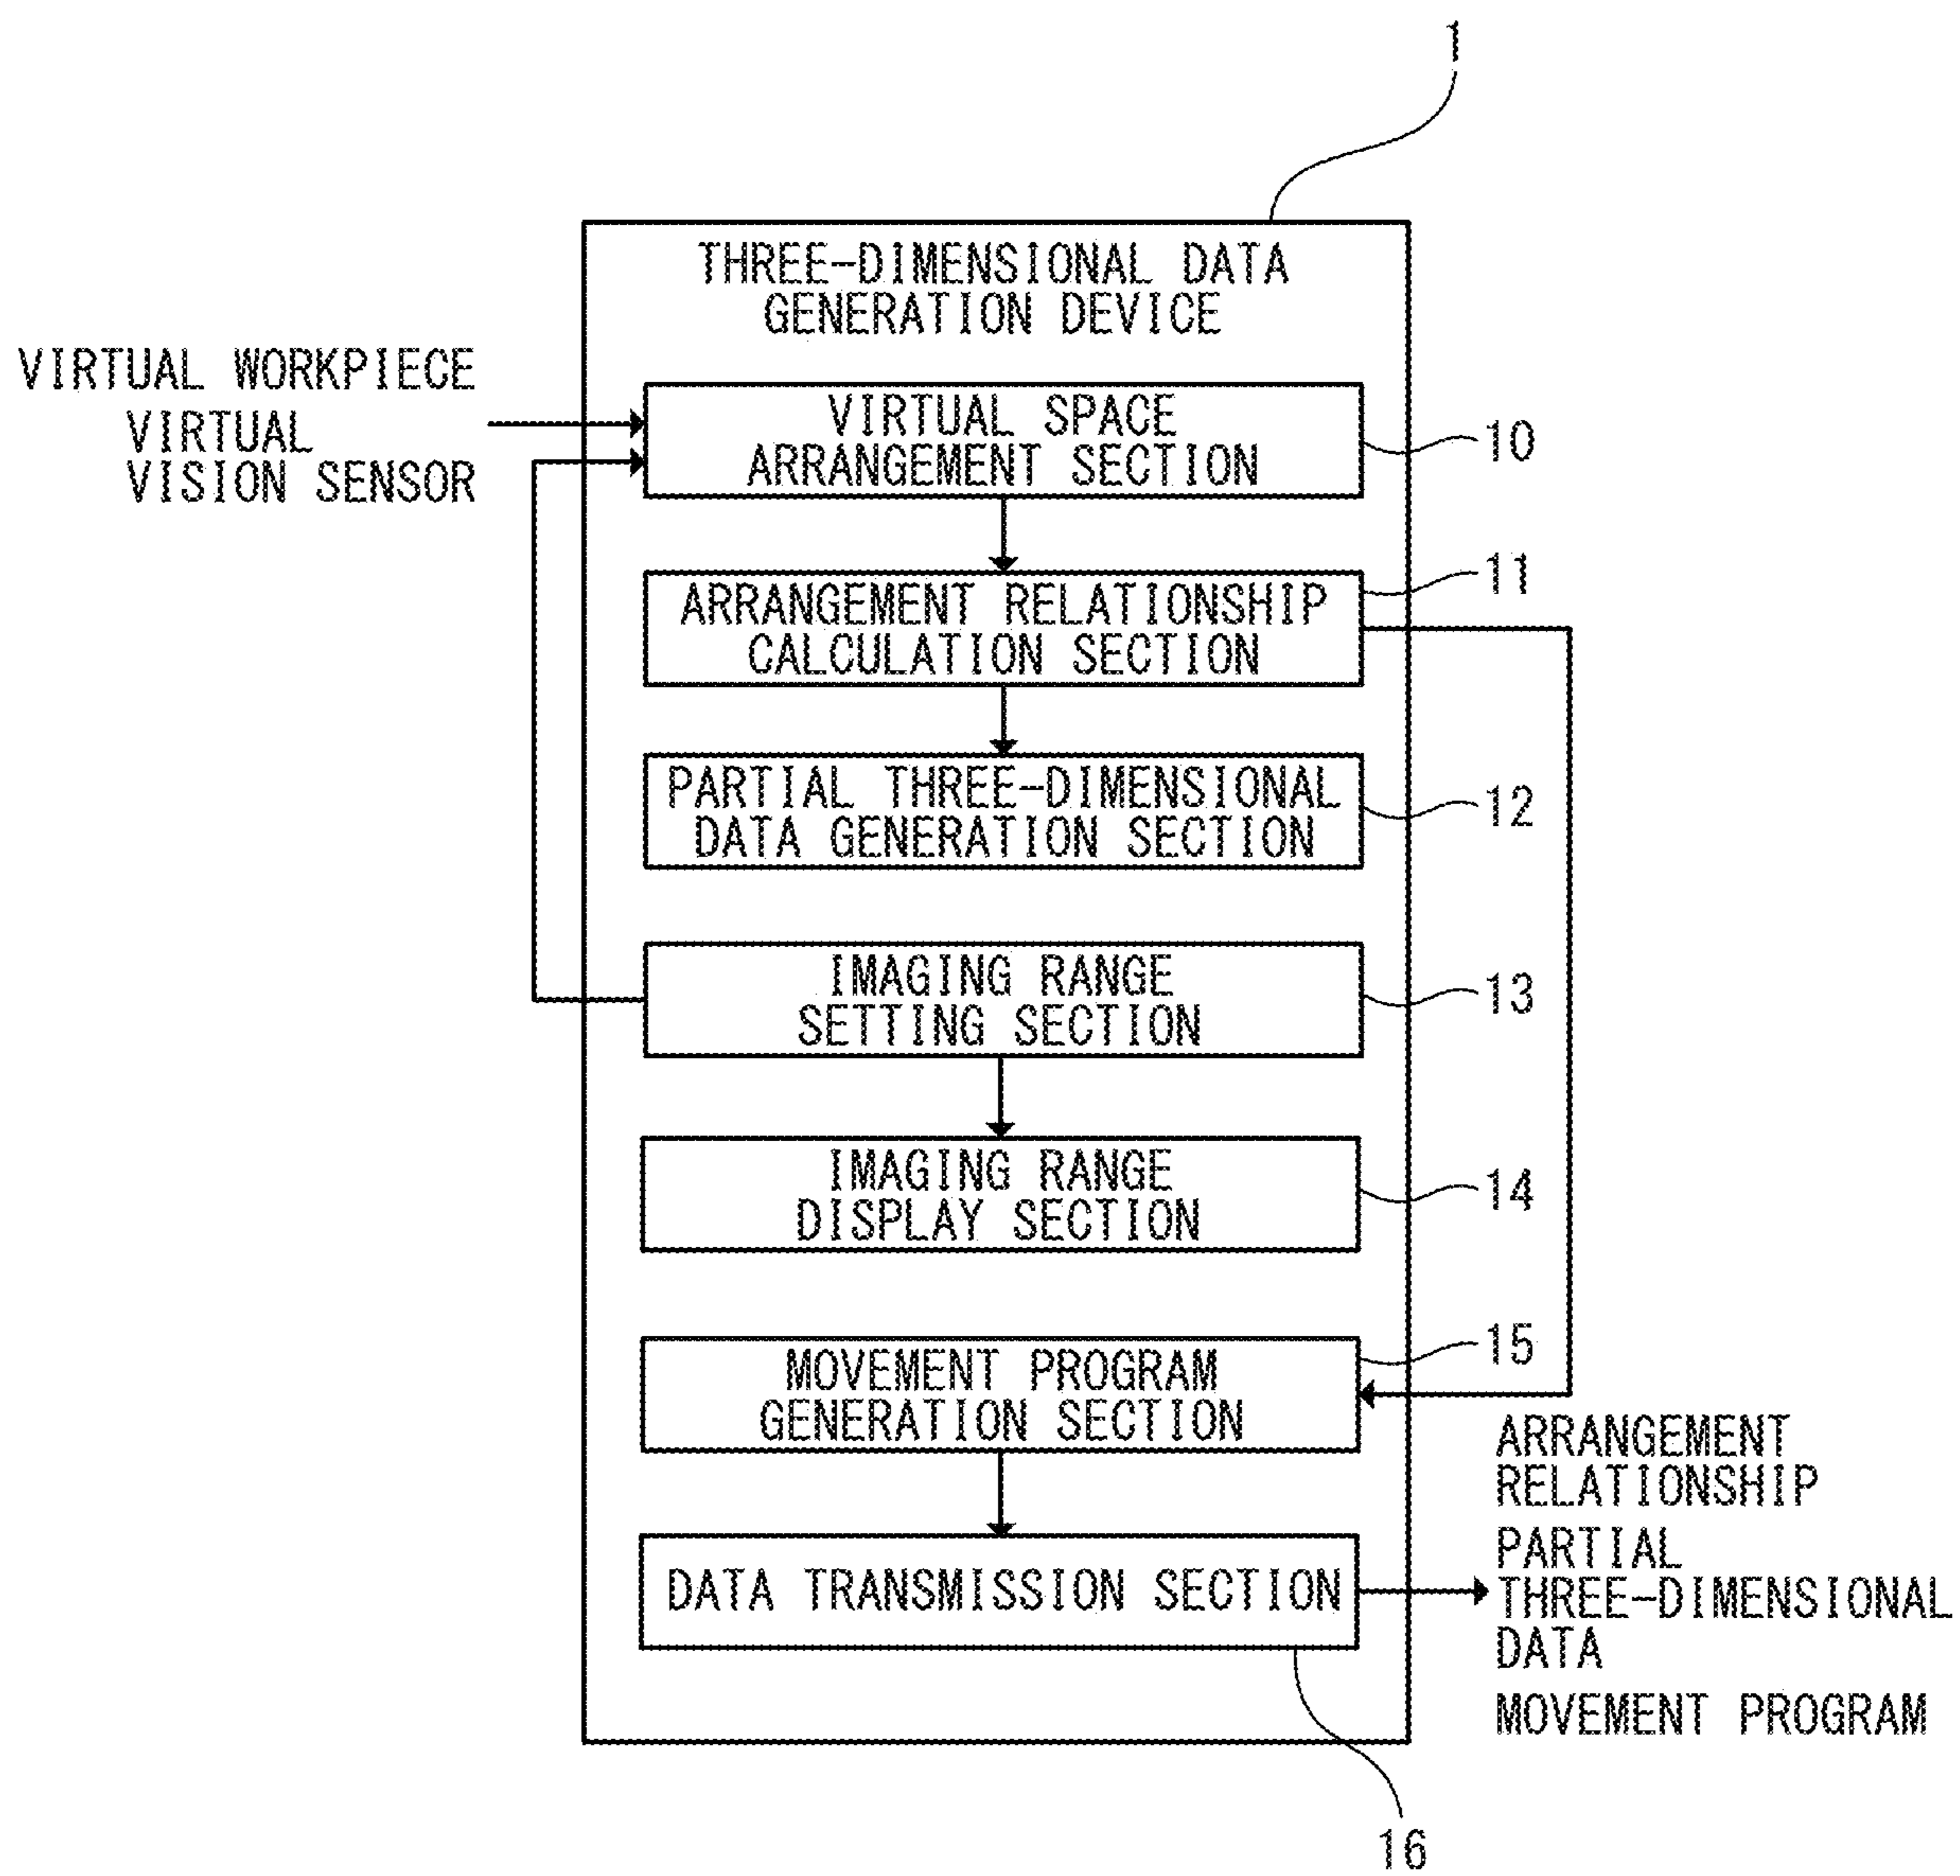 1
THREE-DIMENSIONAL DATA
GENERATION DEVICE
VIRTUAL WORKPIECE
VIRTUAL
VISION SENSOR
VIRTUAL SPACE
ARRANGEMENT SECTION
10
ARRANGEMENT RELATIONSHIP
CALCULATION SECTION
11
PARTIAL THREE-DIMENSIONAL
DATA GENERATION SECTION
12
IMAGING RANGE
SETTING SECTION
13
IMAGING RANGE
DISPLAY SECTION
14
MOVEMENT PROGRAM
GENERATION SECTION
15
DATA TRANSMISSION SECTION
ARRANGEMENT
RELATIONSHIP
PARTIAL
THREE-DIMENSIONAL
DATA
MOVEMENT PROGRAM
16